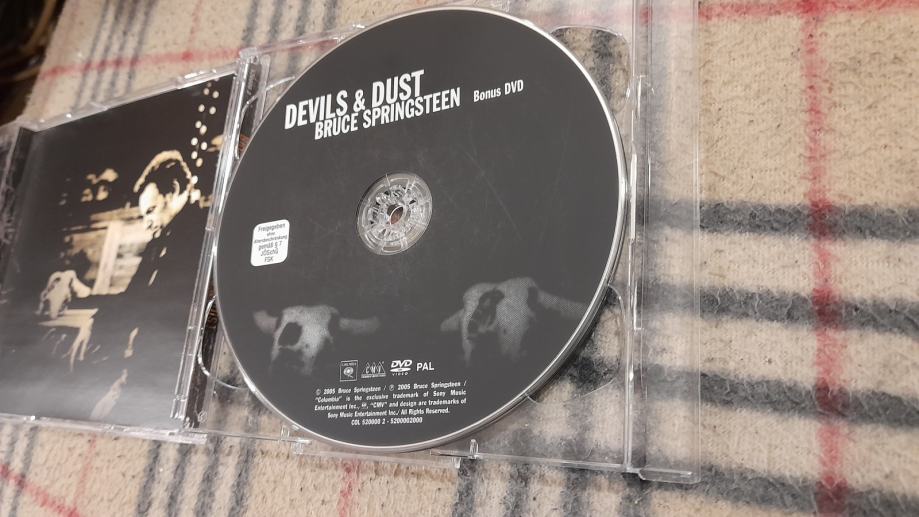 DEVILS & DUST
BRUCE SPRINGSTEEN Bonus DVD
Freigegeben
ohne
Altersbeschränkung
gemäß § 7
JÖSchG
FSK
COLUMBIA CMV DVD VIDEO PAL
© 2005 Bruce Springsteen / ℗ 2005 Bruce Springsteen /
"Columbia" is the exclusive trademark of Sony Music
Entertainment Inc., "CMV" and design are trademarks of
Sony Music Entertainment Inc./ All Rights Reserved.
COL 520000 2 - 5200002000